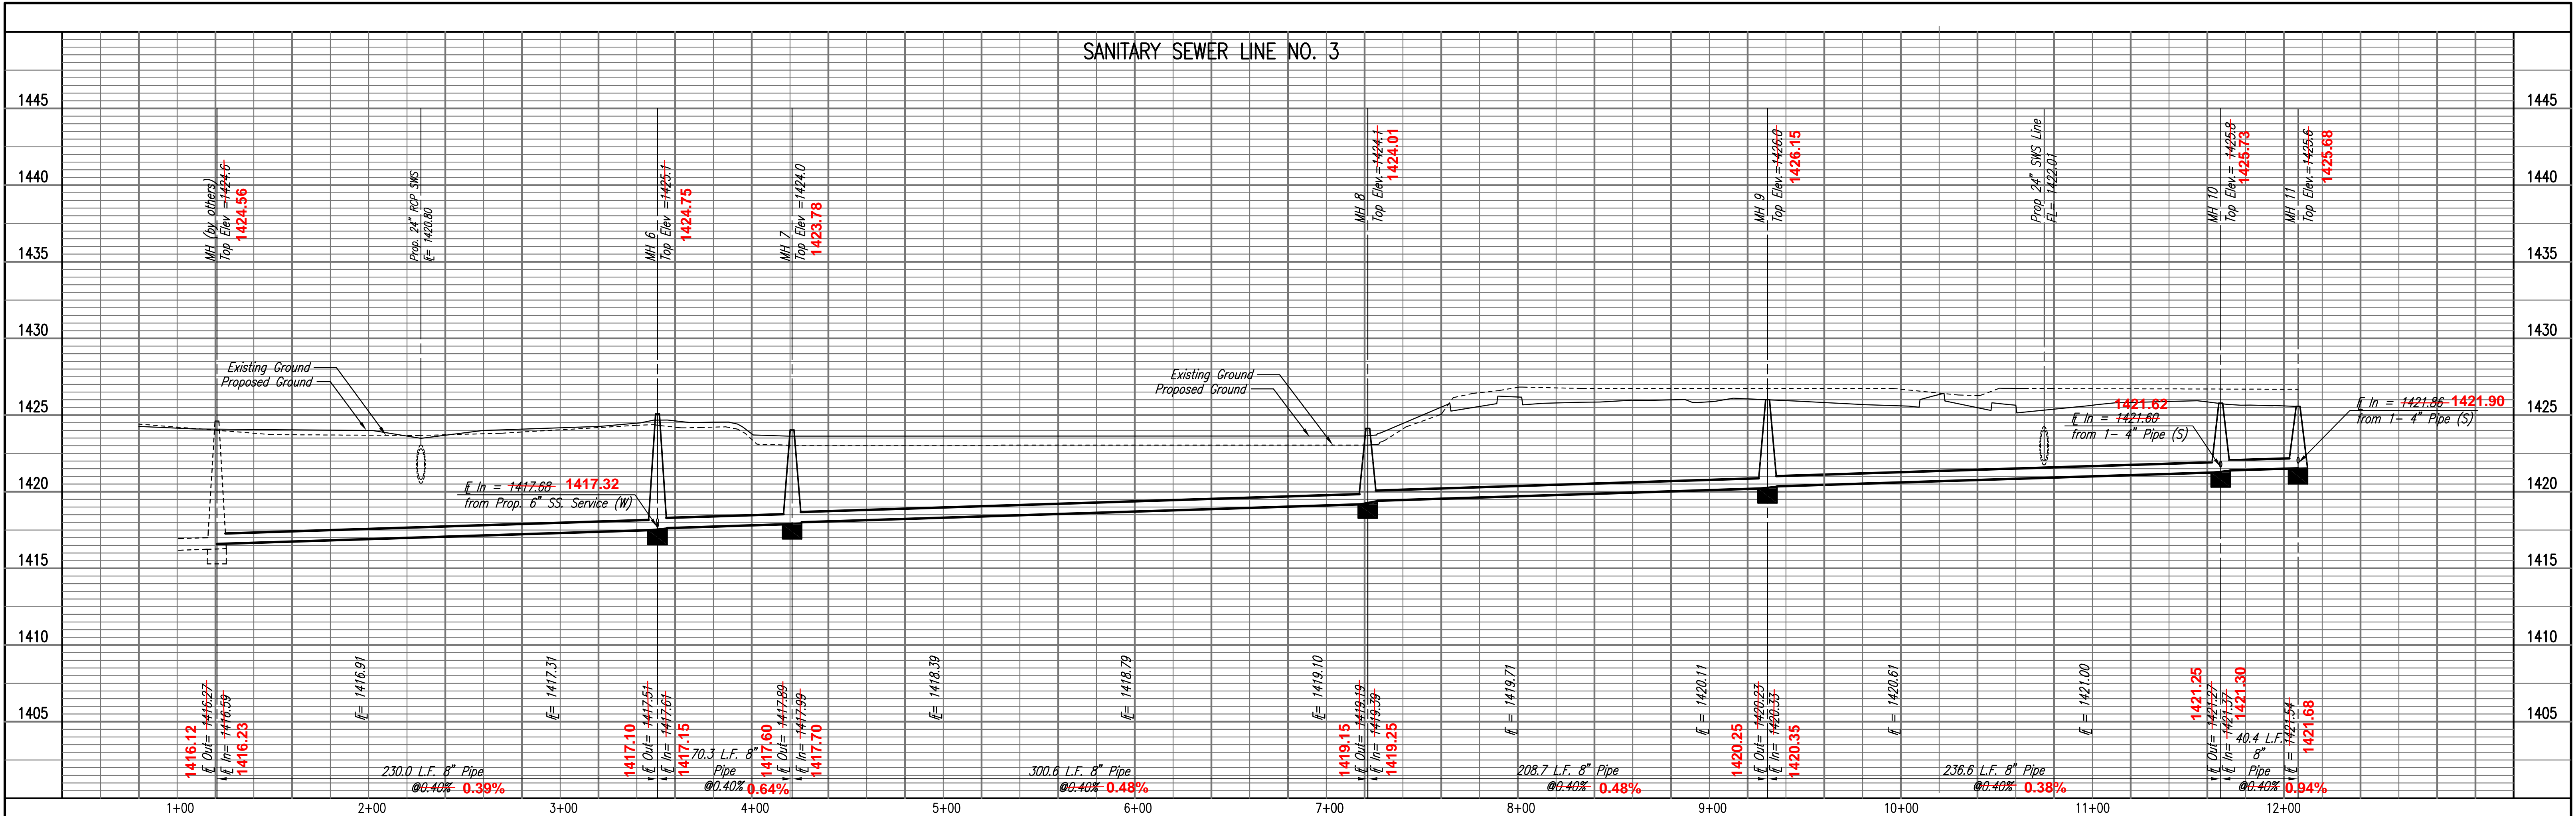 SANITARY SEWER LINE NO. 3
1445
1440
1435
1430
1425
1420
1415
1410
1405
1445
1440
1435
1430
1425
1420
1415
1410
1405
MH (by others)
Top Elev =1424.6
1424.56
Prop. 24" RCP SWS
FL= 1420.80
MH 6
Top Elev =1425.1
1424.75
MH 7
Top Elev =1424.0
1423.78
MH 8
Top Elev.=1424.1
1424.01
MH 9
Top Elev.=1426.0
1426.15
Prop 24" SWS Line
FL= 1422.01
MH 10
Top Elev.= 1425.8
1425.73
MH 11
Top Elev.=1425.6
1425.68
Existing Ground
Proposed Ground
Existing Ground
Proposed Ground
FL In = 1417.68 1417.32
from Prop. 6" SS. Service (W)
1421.62
FL In = 1421.60
from 1- 4" Pipe (S)
FL In = 1421.86 1421.90
from 1- 4" Pipe (S)
1416.12
FL Out= 1416.27
FL In= 1416.59
1416.23
FL= 1416.91
FL= 1417.31
1417.10
FL Out= 1417.51
FL In= 1417.61
1417.15
1417.60
FL Out= 1417.89
FL In= 1417.99
1417.70
FL= 1418.39
FL= 1418.79
FL= 1419.10
1419.15
FL Out= 1419.19
FL In= 1419.39
1419.25
FL = 1419.71
FL = 1420.11
1420.25
FL Out= 1420.23
FL In= 1420.33
1420.35
FL = 1420.61
FL = 1421.00
1421.25
FL Out= 1421.27
FL In= 1421.37
1421.30
FL = 1421.54
1421.68
230.0 L.F. 8" Pipe
@0.40% 0.39%
70.3 L.F. 8"
Pipe
@0.40% 0.64%
300.6 L.F. 8" Pipe
@0.40% 0.48%
208.7 L.F. 8" Pipe
@0.40% 0.48%
236.6 L.F. 8" Pipe
@0.40% 0.38%
40.4 L.F.
8"
Pipe
@0.40% 0.94%
1+00 2+00 3+00 4+00 5+00 6+00 7+00 8+00 9+00 10+00 11+00 12+00